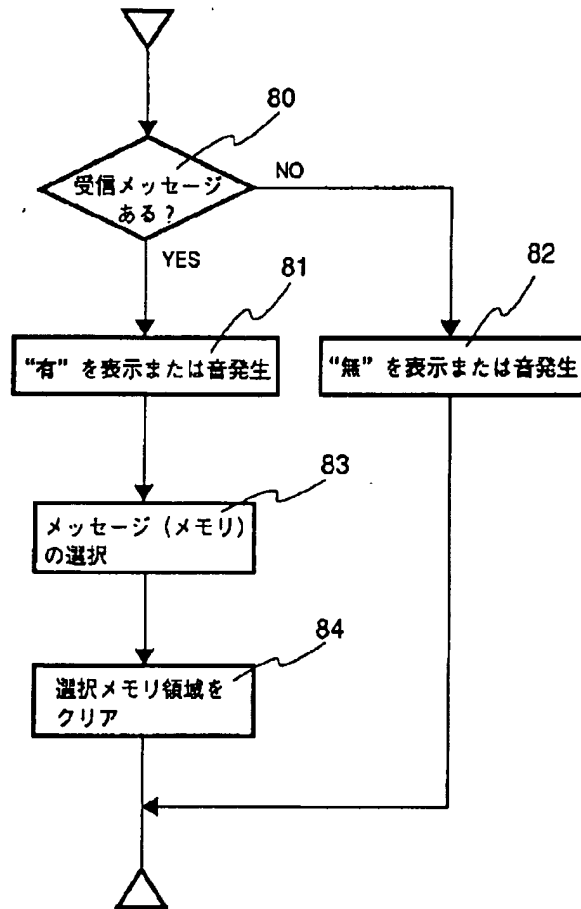 80
受信メッセージ
ある?
NO
YES
81
82
“有”を表示または音発生
“無”を表示または音発生
83
メッセージ(メモリ)
の選択
84
選択メモリ領域を
クリア